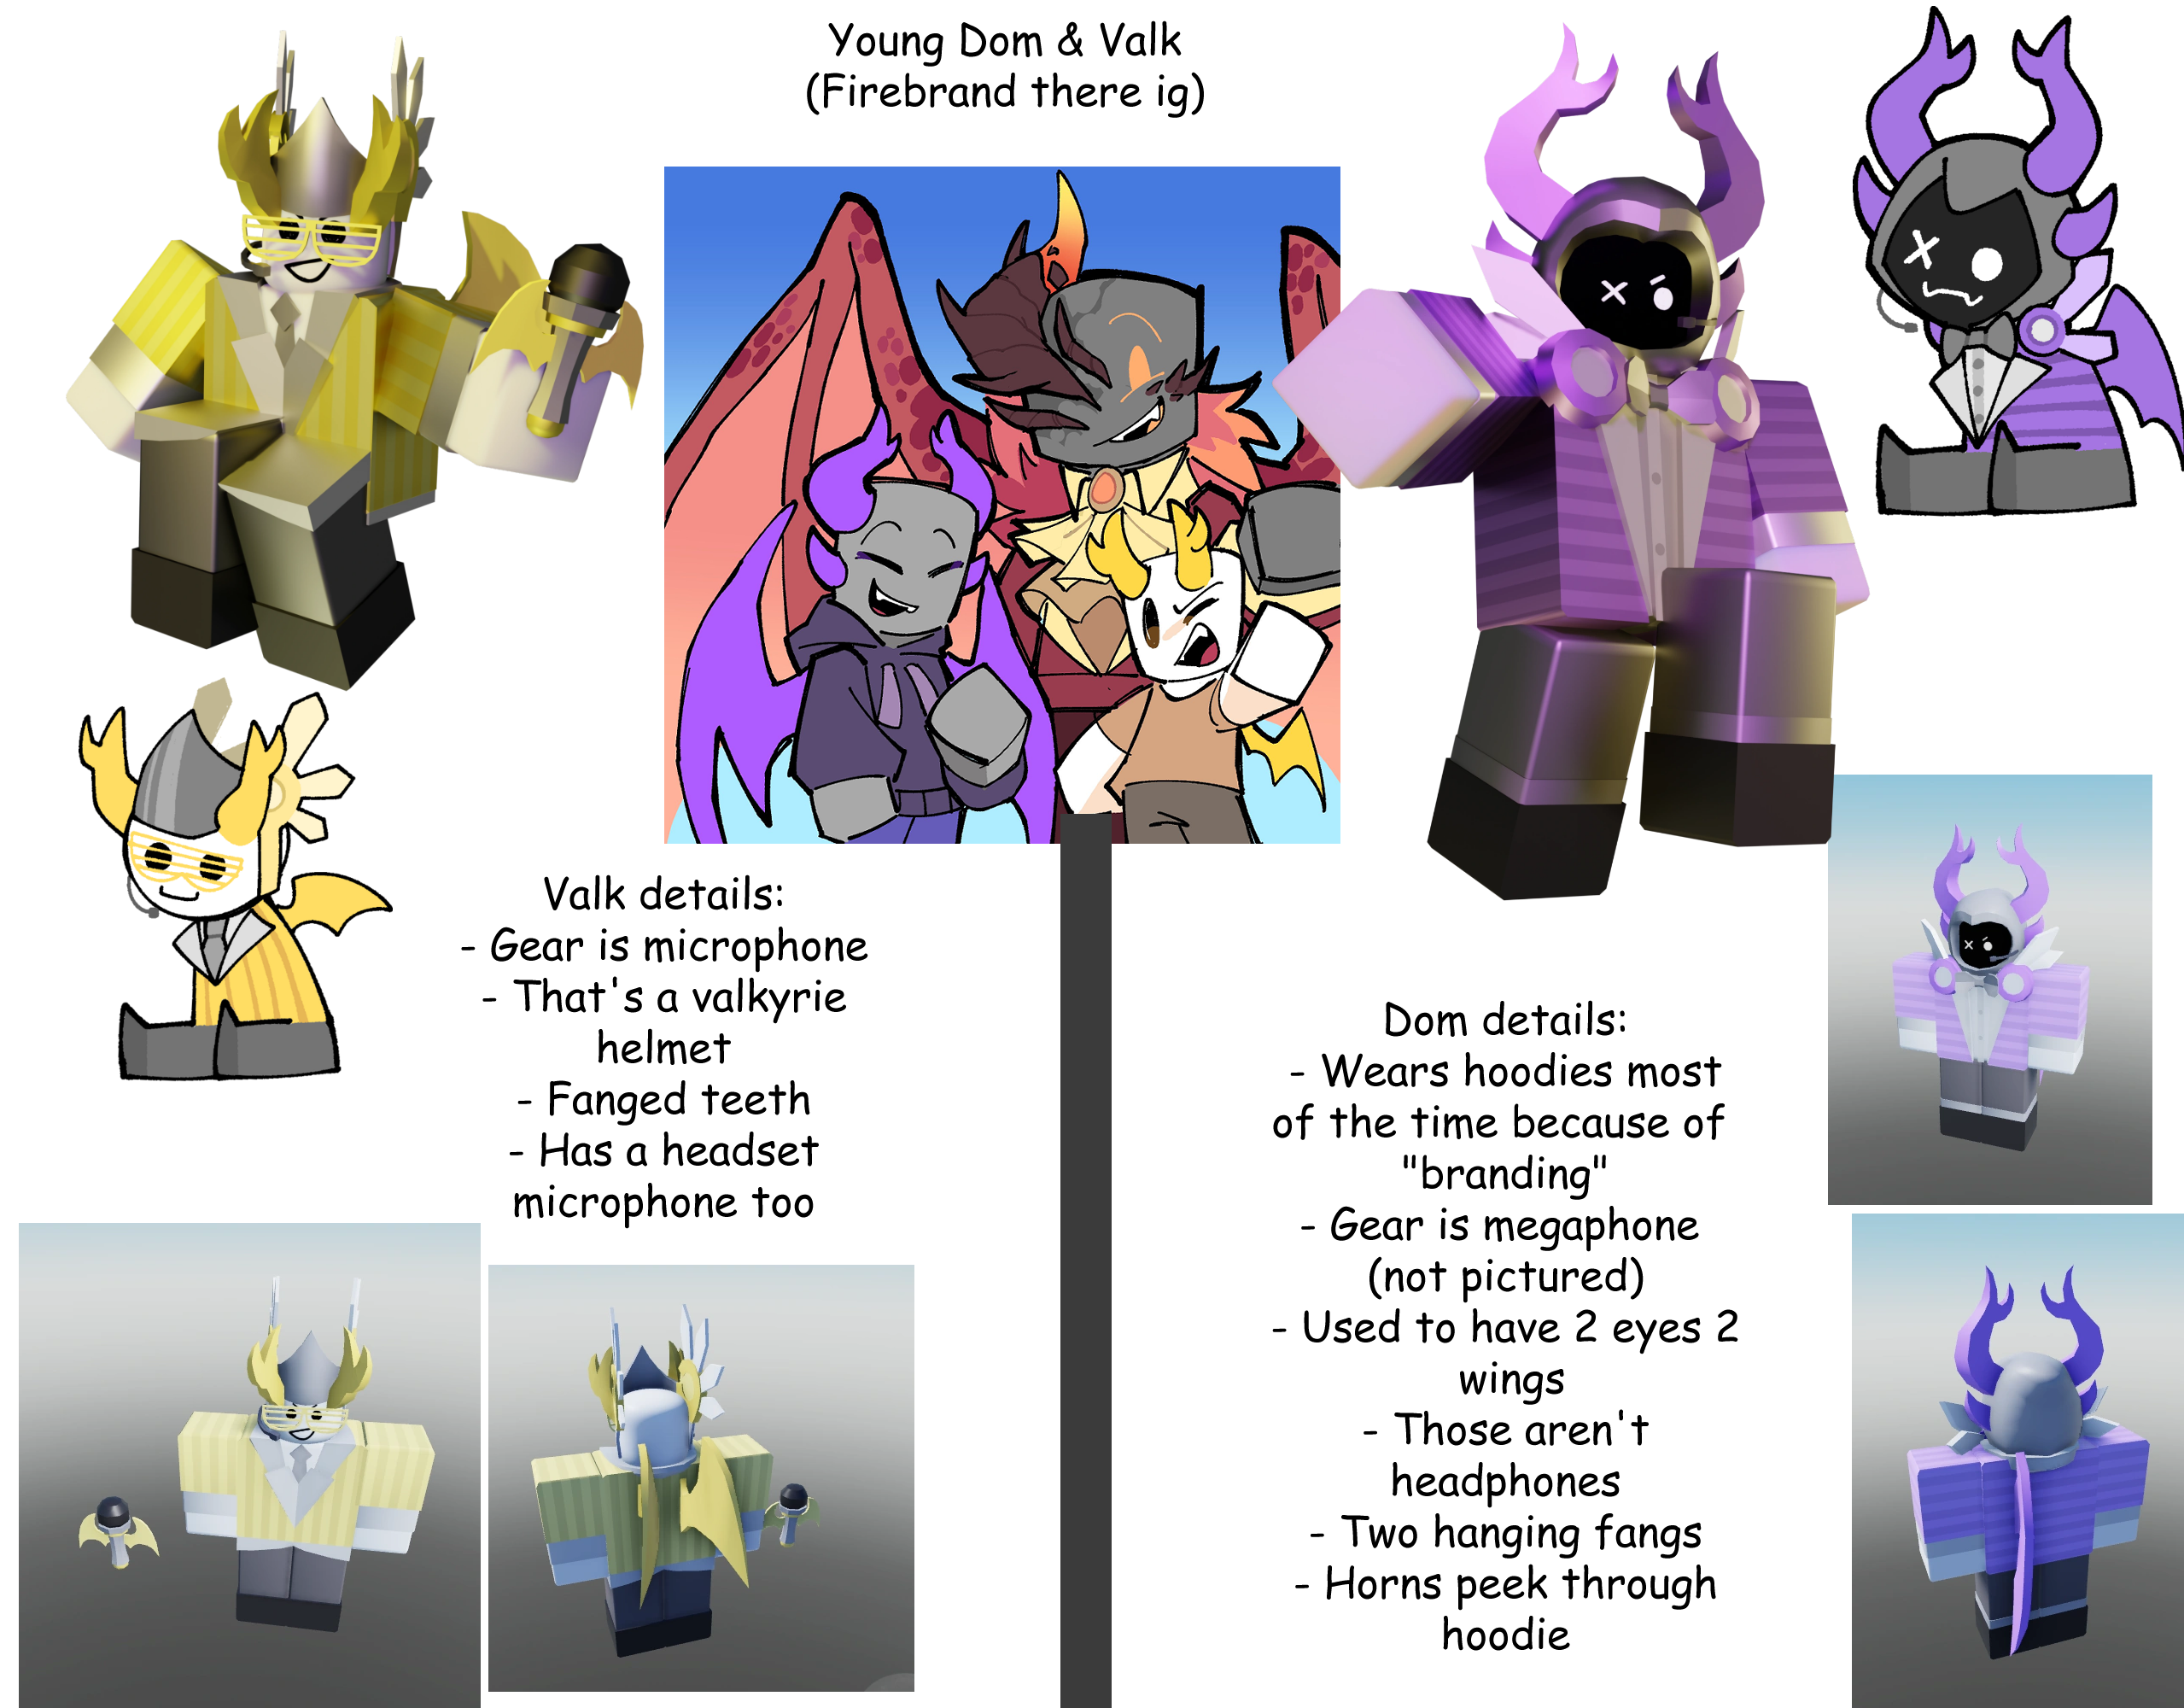 Young Dom & Valk
(Firebrand there ig)
Valk details:
- Gear is microphone
- That's a valkyrie
helmet
- Fanged teeth
- Has a headset
microphone too
Dom details:
- Wears hoodies most
of the time because of
"branding"
- Gear is megaphone
(not pictured)
- Used to have 2 eyes 2
wings
- Those aren't
headphones
- Two hanging fangs
- Horns peek through
hoodie